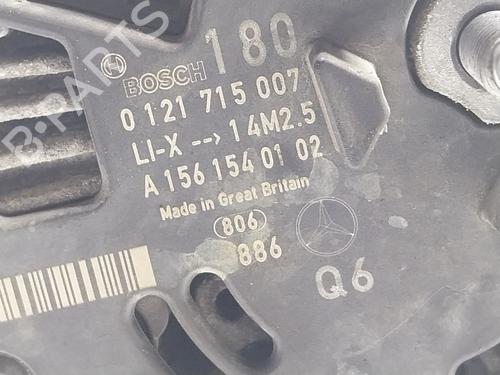 BOSCH 180
0 121 715 007
LI-X --> 14M2.5
A 156 154 01 02
Made in Great Britain
806
886
Q6
B-PARTS